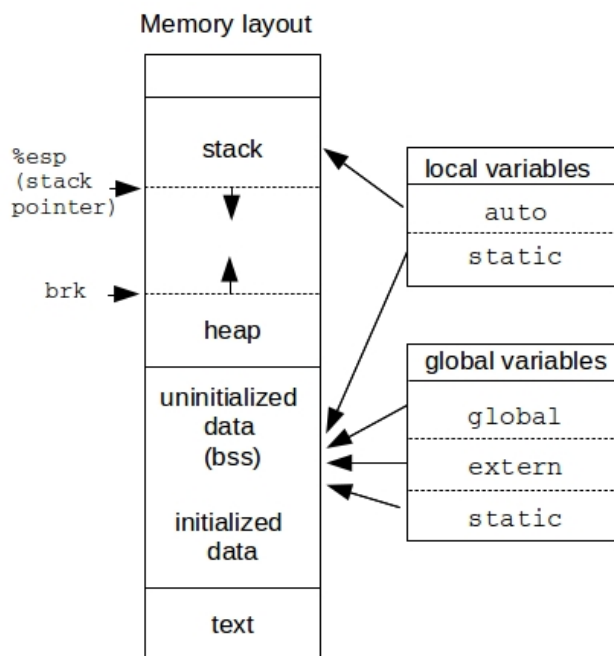 Memory layout
stack
%esp
(stack
pointer)
brk
heap
uninitialized
data
(bss)
initialized
data
text
local variables
auto
static
global variables
global
extern
static